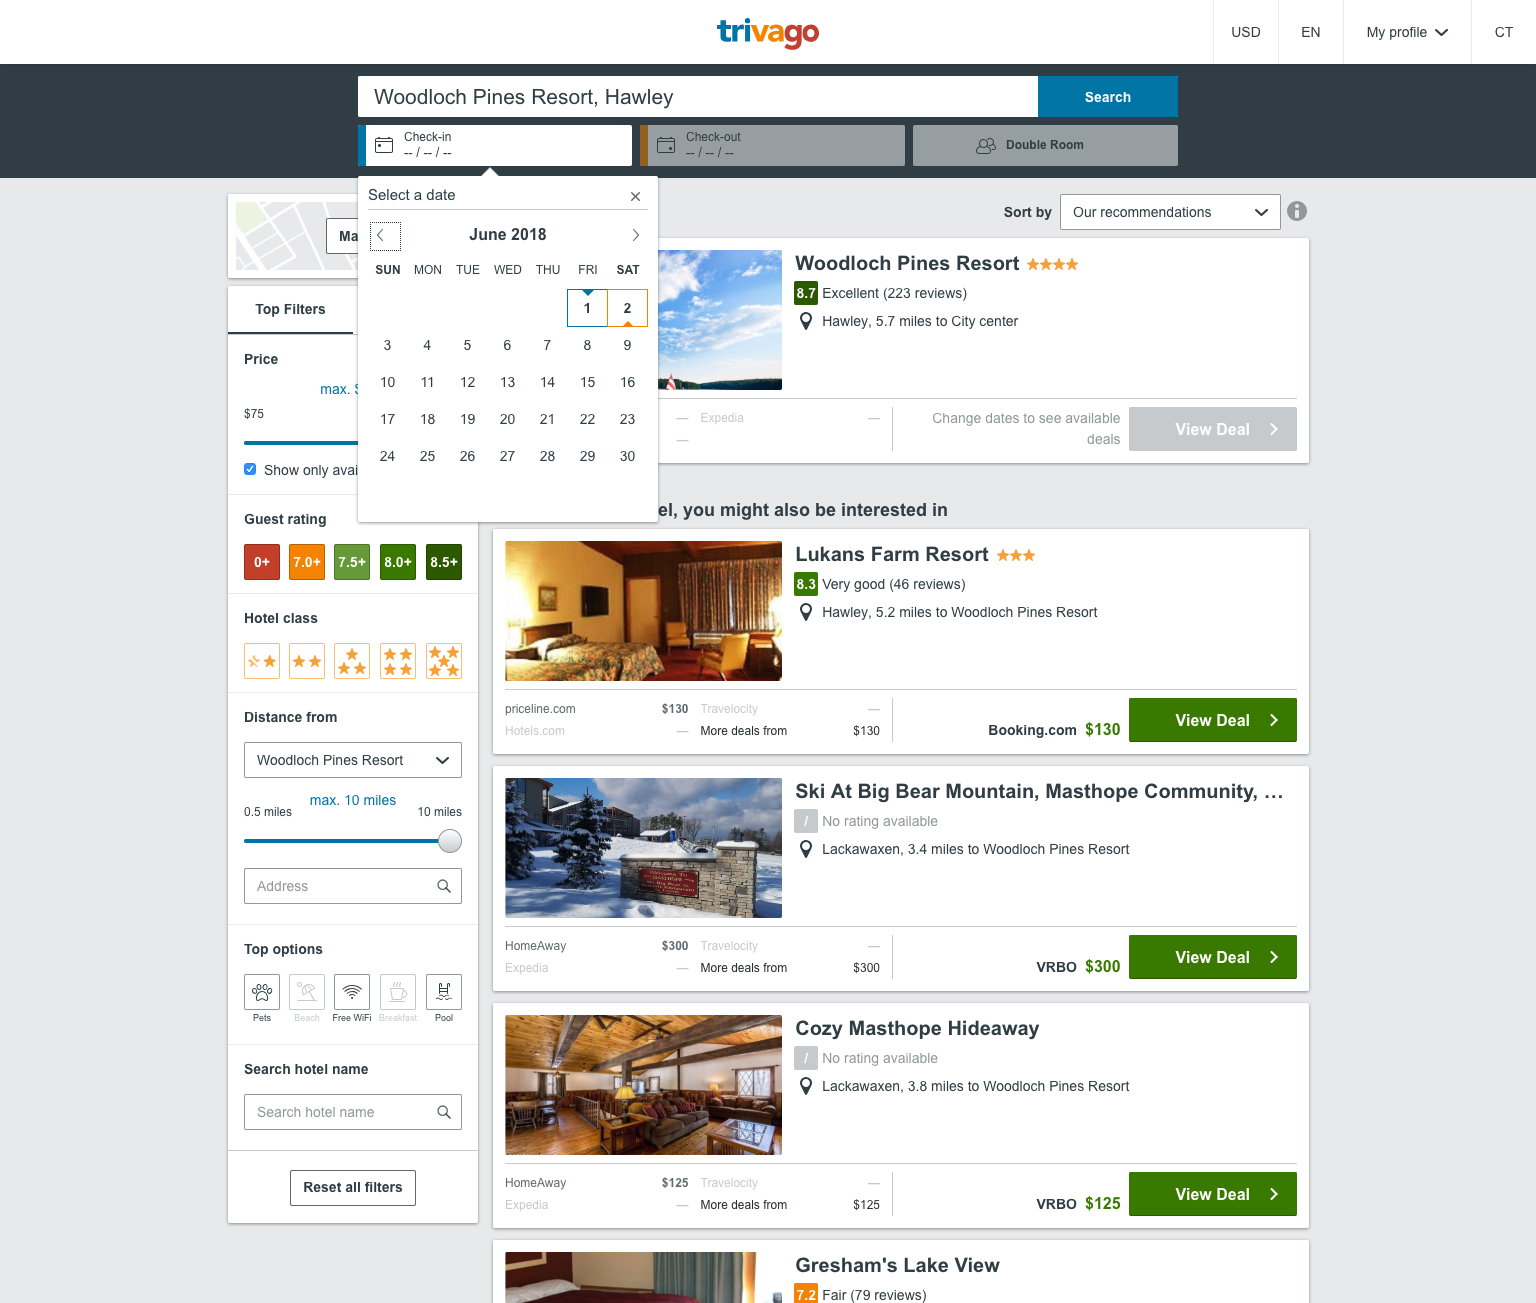 trivago
USD
EN
My profile
CT
Woodloch Pines Resort, Hawley
Search
Check-in
-- / -- / --
Check-out
-- / -- / --
Double Room
Select a date
June 2018
SUN MON TUE WED THU FRI SAT
1 2
3 4 5 6 7 8 9
10 11 12 13 14 15 16
17 18 19 20 21 22 23
24 25 26 27 28 29 30
Ma
Top Filters
Price
max. $
$75
Show only avai
Guest rating
0+ 7.0+ 7.5+ 8.0+ 8.5+
Hotel class
Distance from
Woodloch Pines Resort
max. 10 miles
0.5 miles
10 miles
Address
Top options
Pets Beach Free WiFi Breakfast Pool
Search hotel name
Search hotel name
Reset all filters
Sort by
Our recommendations
Woodloch Pines Resort
8.7 Excellent (223 reviews)
Hawley, 5.7 miles to City center
— Expedia —
—
Change dates to see available
deals
View Deal
el, you might also be interested in
Lukans Farm Resort
8.3 Very good (46 reviews)
Hawley, 5.2 miles to Woodloch Pines Resort
priceline.com $130 Travelocity —
Hotels.com — More deals from $130
Booking.com $130
View Deal
Ski At Big Bear Mountain, Masthope Community, ...
/ No rating available
Lackawaxen, 3.4 miles to Woodloch Pines Resort
Welcome To
MASTHOPE
HomeAway $300 Travelocity —
Expedia — More deals from $300
VRBO $300
View Deal
Cozy Masthope Hideaway
/ No rating available
Lackawaxen, 3.8 miles to Woodloch Pines Resort
HomeAway $125 Travelocity —
Expedia — More deals from $125
VRBO $125
View Deal
Gresham's Lake View
7.2 Fair (79 reviews)